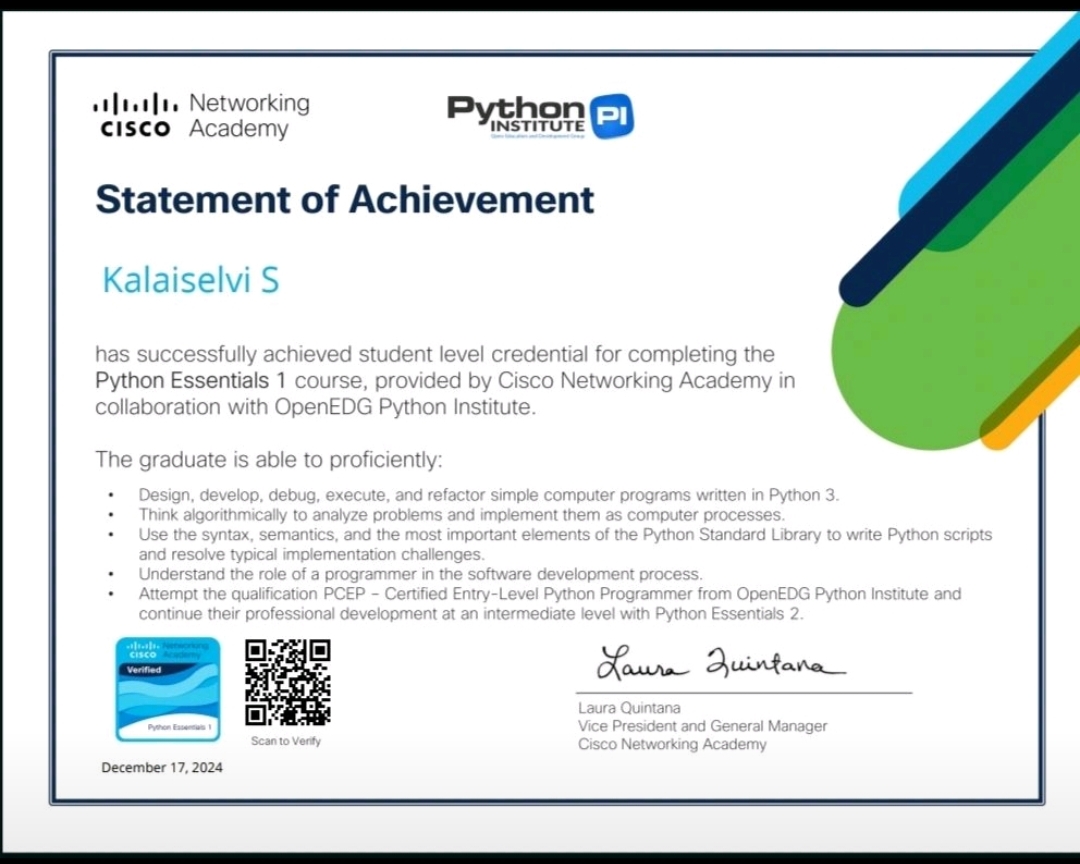 Networking
CISCO Academy
Python PI
INSTITUTE
Open Education and Development Group
Statement of Achievement
Kalaiselvi S
has successfully achieved student level credential for completing the
Python Essentials 1 course, provided by Cisco Networking Academy in
collaboration with OpenEDG Python Institute.
The graduate is able to proficiently:
• Design, develop, debug, execute, and refactor simple computer programs written in Python 3.
• Think algorithmically to analyze problems and implement them as computer processes.
• Use the syntax, semantics, and the most important elements of the Python Standard Library to write Python scripts
and resolve typical implementation challenges.
• Understand the role of a programmer in the software development process.
• Attempt the qualification PCEP – Certified Entry-Level Python Programmer from OpenEDG Python Institute and
continue their professional development at an intermediate level with Python Essentials 2.
Networking
CISCO Academy
Verified
Python Essentials 1
Scan to Verify
December 17, 2024
Laura Quintana
Laura Quintana
Vice President and General Manager
Cisco Networking Academy